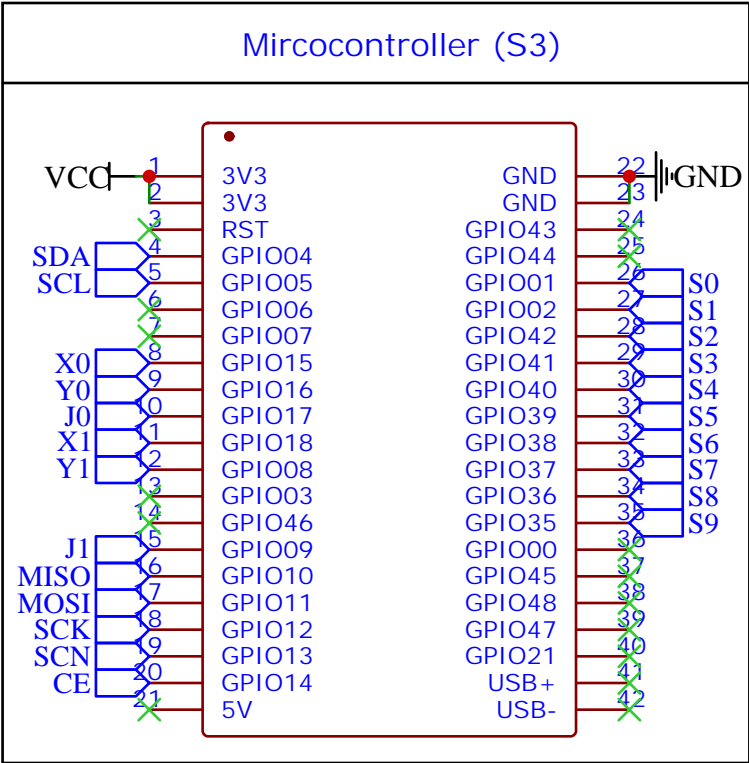 Mircocontroller (S3)
VCC 1 3V3 GND 22 GND
2 3V3 GND 23
3 RST GPIO43 24
SDA 4 GPIO04 GPIO44 25
SCL 5 GPIO05 GPIO01 26 S0
6 GPIO06 GPIO02 27 S1
7 GPIO07 GPIO42 28 S2
X0 8 GPIO15 GPIO41 29 S3
Y0 9 GPIO16 GPIO40 30 S4
J0 10 GPIO17 GPIO39 31 S5
X1 11 GPIO18 GPIO38 32 S6
Y1 12 GPIO08 GPIO37 33 S7
13 GPIO03 GPIO36 34 S8
14 GPIO46 GPIO35 35 S9
J1 15 GPIO09 GPIO00 36
MISO 16 GPIO10 GPIO45 37
MOSI 17 GPIO11 GPIO48 38
SCK 18 GPIO12 GPIO47 39
SCN 19 GPIO13 GPIO21 40
CE 20 GPIO14 USB+ 41
21 5V USB- 42